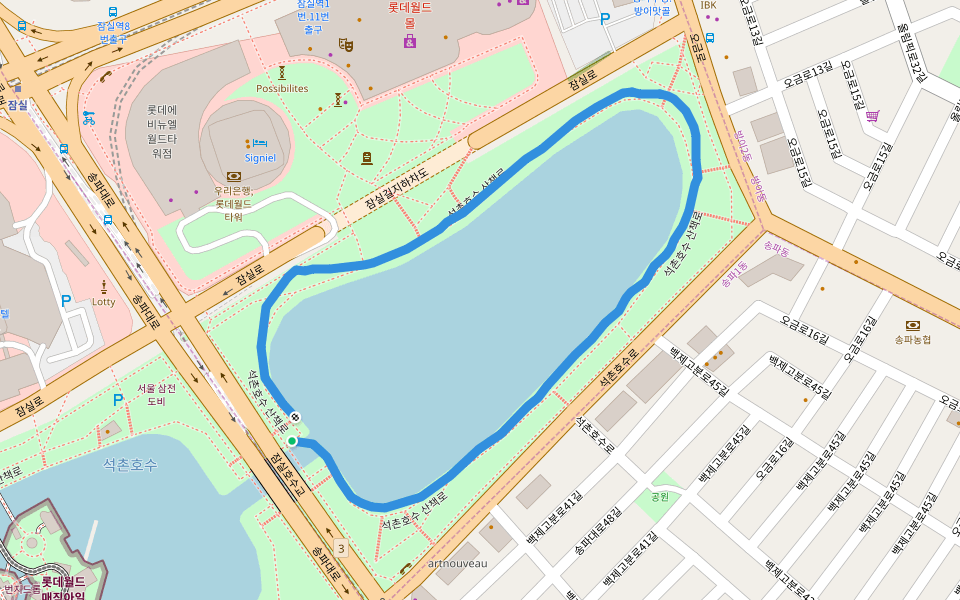 잠실역8
번출구
잠실역1
번.11번
출구
롯데월드
몰
방이맛골
IBK
P
Possibilites
잠실
롯데에
비뉴엘
월드타
워점
Signiel
우리은행;
롯데월드
타워
잠실로
잠실길지하차도
오금로
오금로13길
오금로13길
올림픽로32길
오금로15길
오금로15길
오금로15길
방이2동
방이동
송파대로
석촌호수 산책로
석촌호수 산책로
송파동
송파1동
Lotty
P
송파대로
잠실로
오금로16길
오금로16길
송파농협
석촌호수로
백제고분로45길
백제고분로45길
서울 삼전
도비
P
잠실로
석촌호수 산책로
잠실호수교
석촌호수
석촌호수로
백제고분로45길
오금로16길
백제고분로45길
백제고분로45길
백제고분로45길
공원
석촌호수 산책로
백제고분로41길
송파대로48길
백제고분로41길
3
송파대로
artnouveau
롯데월드
매직아일